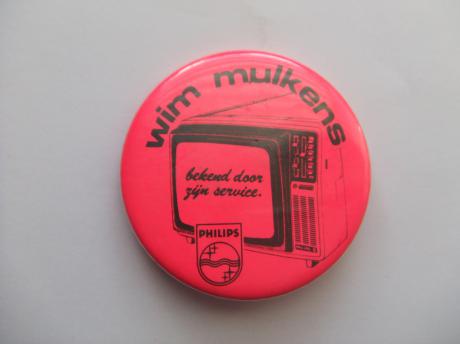 wim mulkens
bekend door
zijn service.
PHILIPS